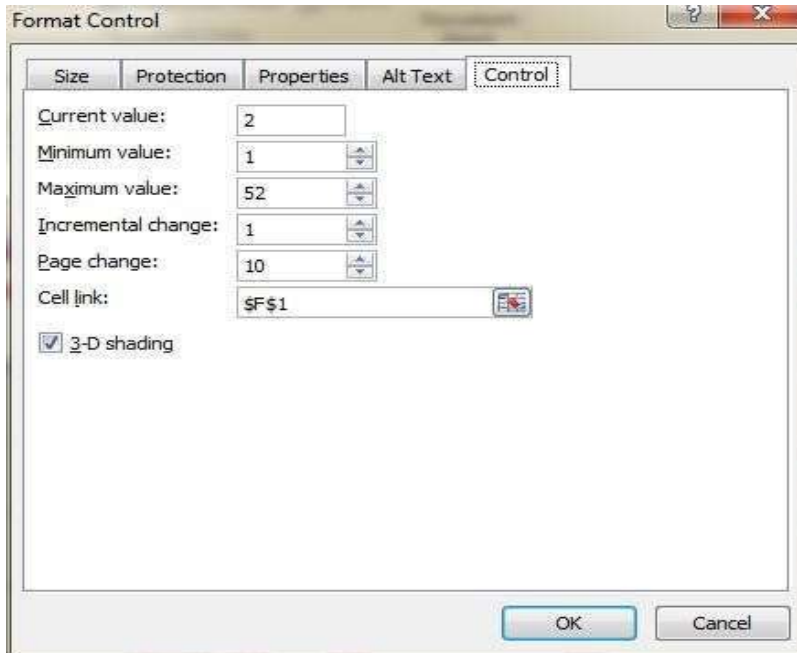 Format Control
?
X
Size Protection Properties Alt Text Control
Current value: 2
Minimum value: 1
Maximum value: 52
Incremental change: 1
Page change: 10
Cell link: $F$1
3-D shading
OK Cancel